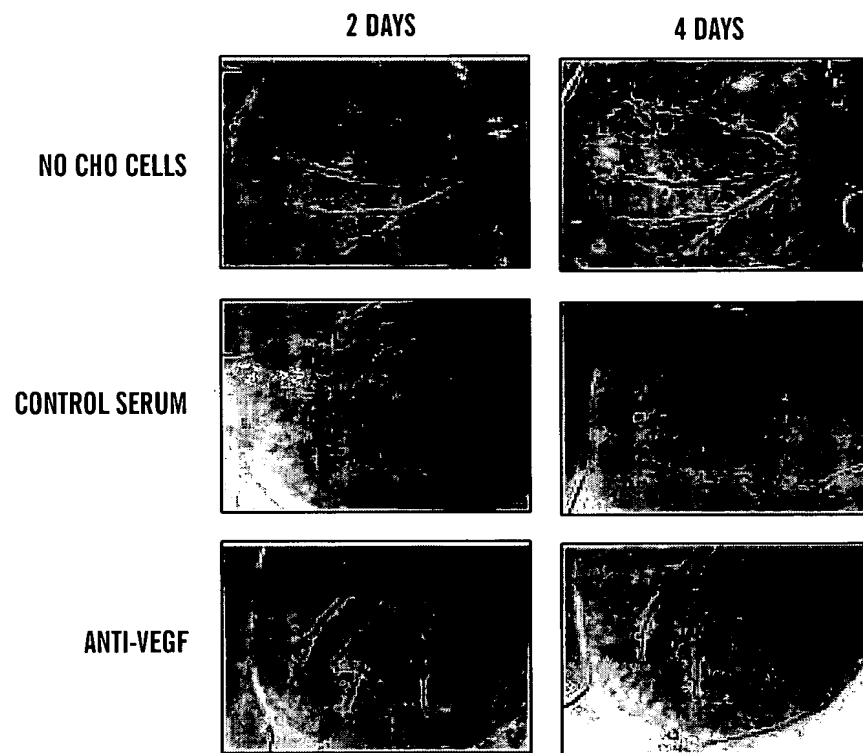 2 DAYS
4 DAYS
NO CHO CELLS
CONTROL SERUM
ANTI-VEGF